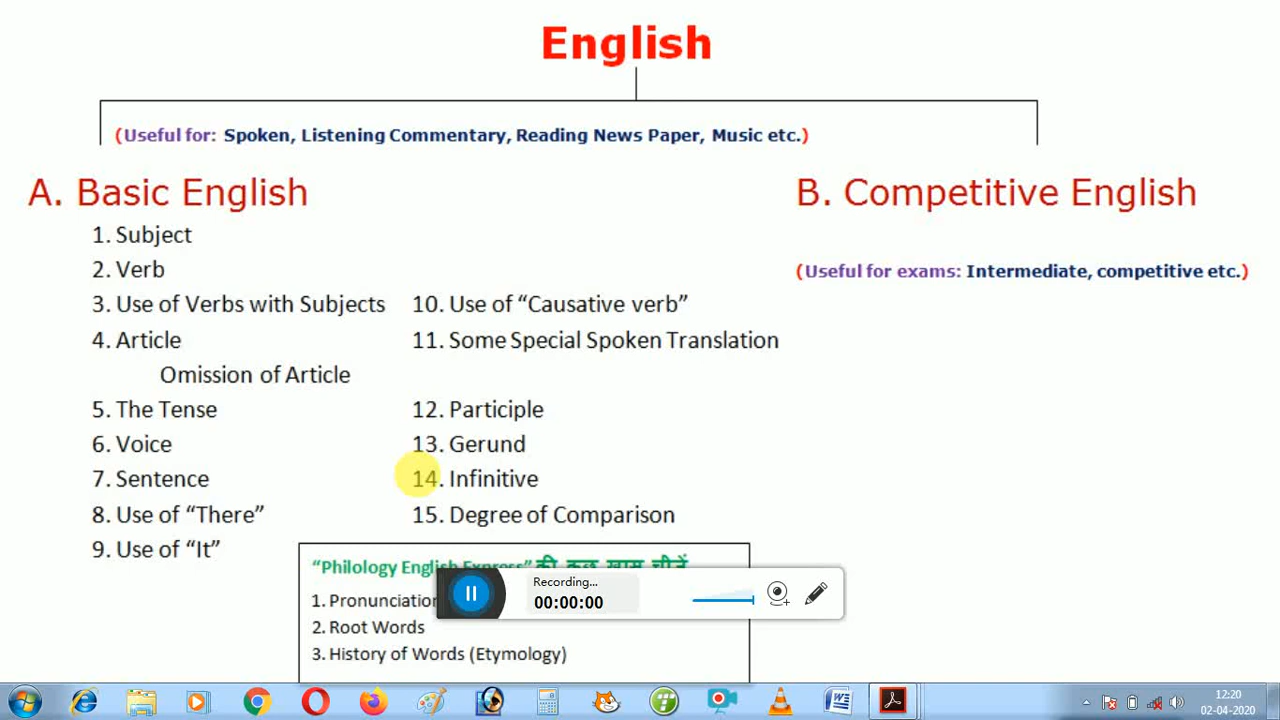 English
(Useful for: Spoken, Listening Commentary, Reading News Paper, Music etc.)
A. Basic English
1. Subject
2. Verb
3. Use of Verbs with Subjects
4. Article
Omission of Article
5. The Tense
6. Voice
7. Sentence
8. Use of “There”
9. Use of “It”
10. Use of “Causative verb”
11. Some Special Spoken Translation
12. Participle
13. Gerund
14. Infinitive
15. Degree of Comparison
B. Competitive English
(Useful for exams: Intermediate, competitive etc.)
“Philology English Express” की कुछ खास चीजें
1. Pronunciation
2. Root Words
3. History of Words (Etymology)
Recording...
00:00:00
12:20
02-04-2020